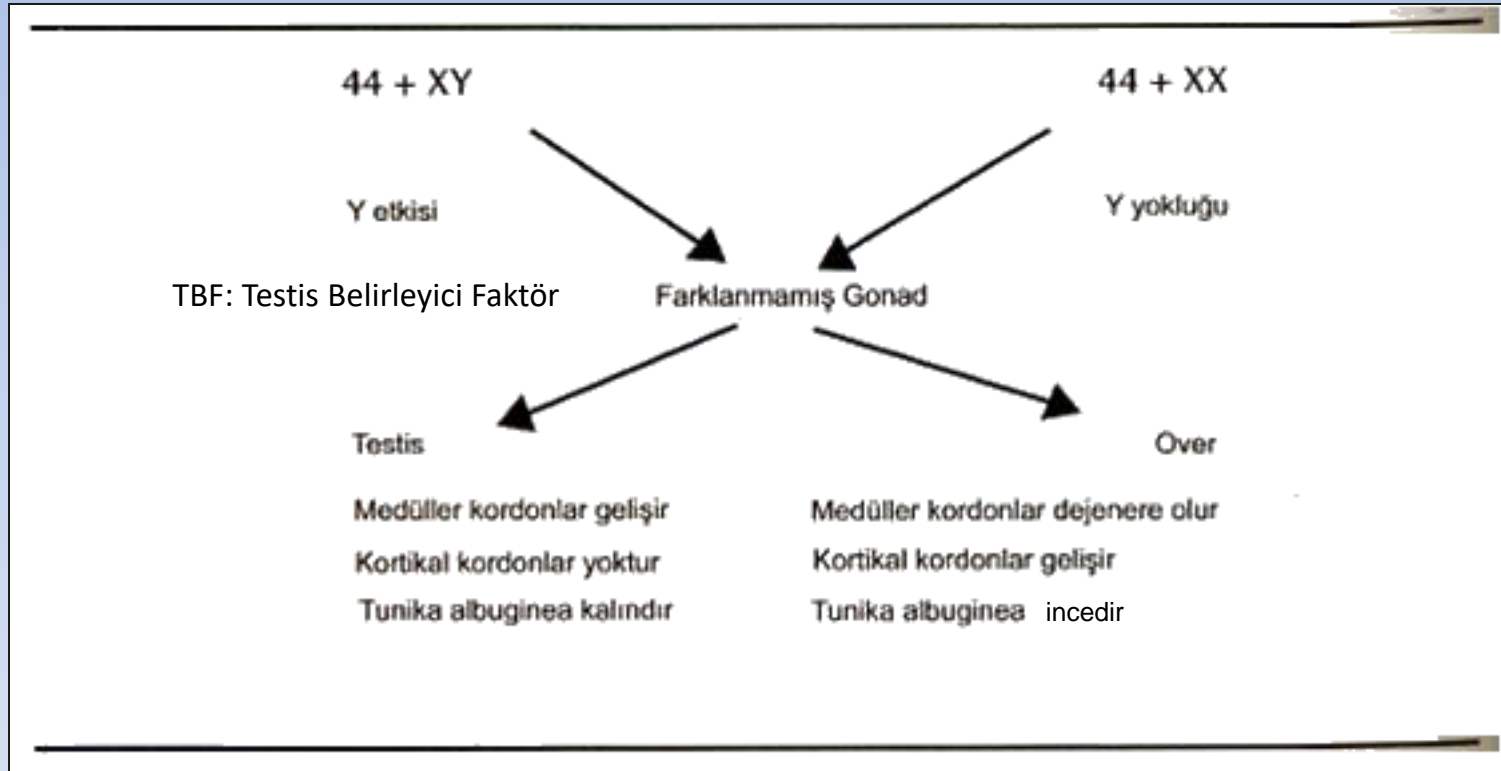 44 + XY
44 + XX
Y etkisi
Y yokluğu
TBF: Testis Belirleyici Faktör
Farklanmamış Gonad
Testis
Over
Medüller kordonlar gelişir
Medüller kordonlar dejenere olur
Kortikal kordonlar yoktur
Kortikal kordonlar gelişir
Tunika albuginea kalındır
Tunika albuginea incedir